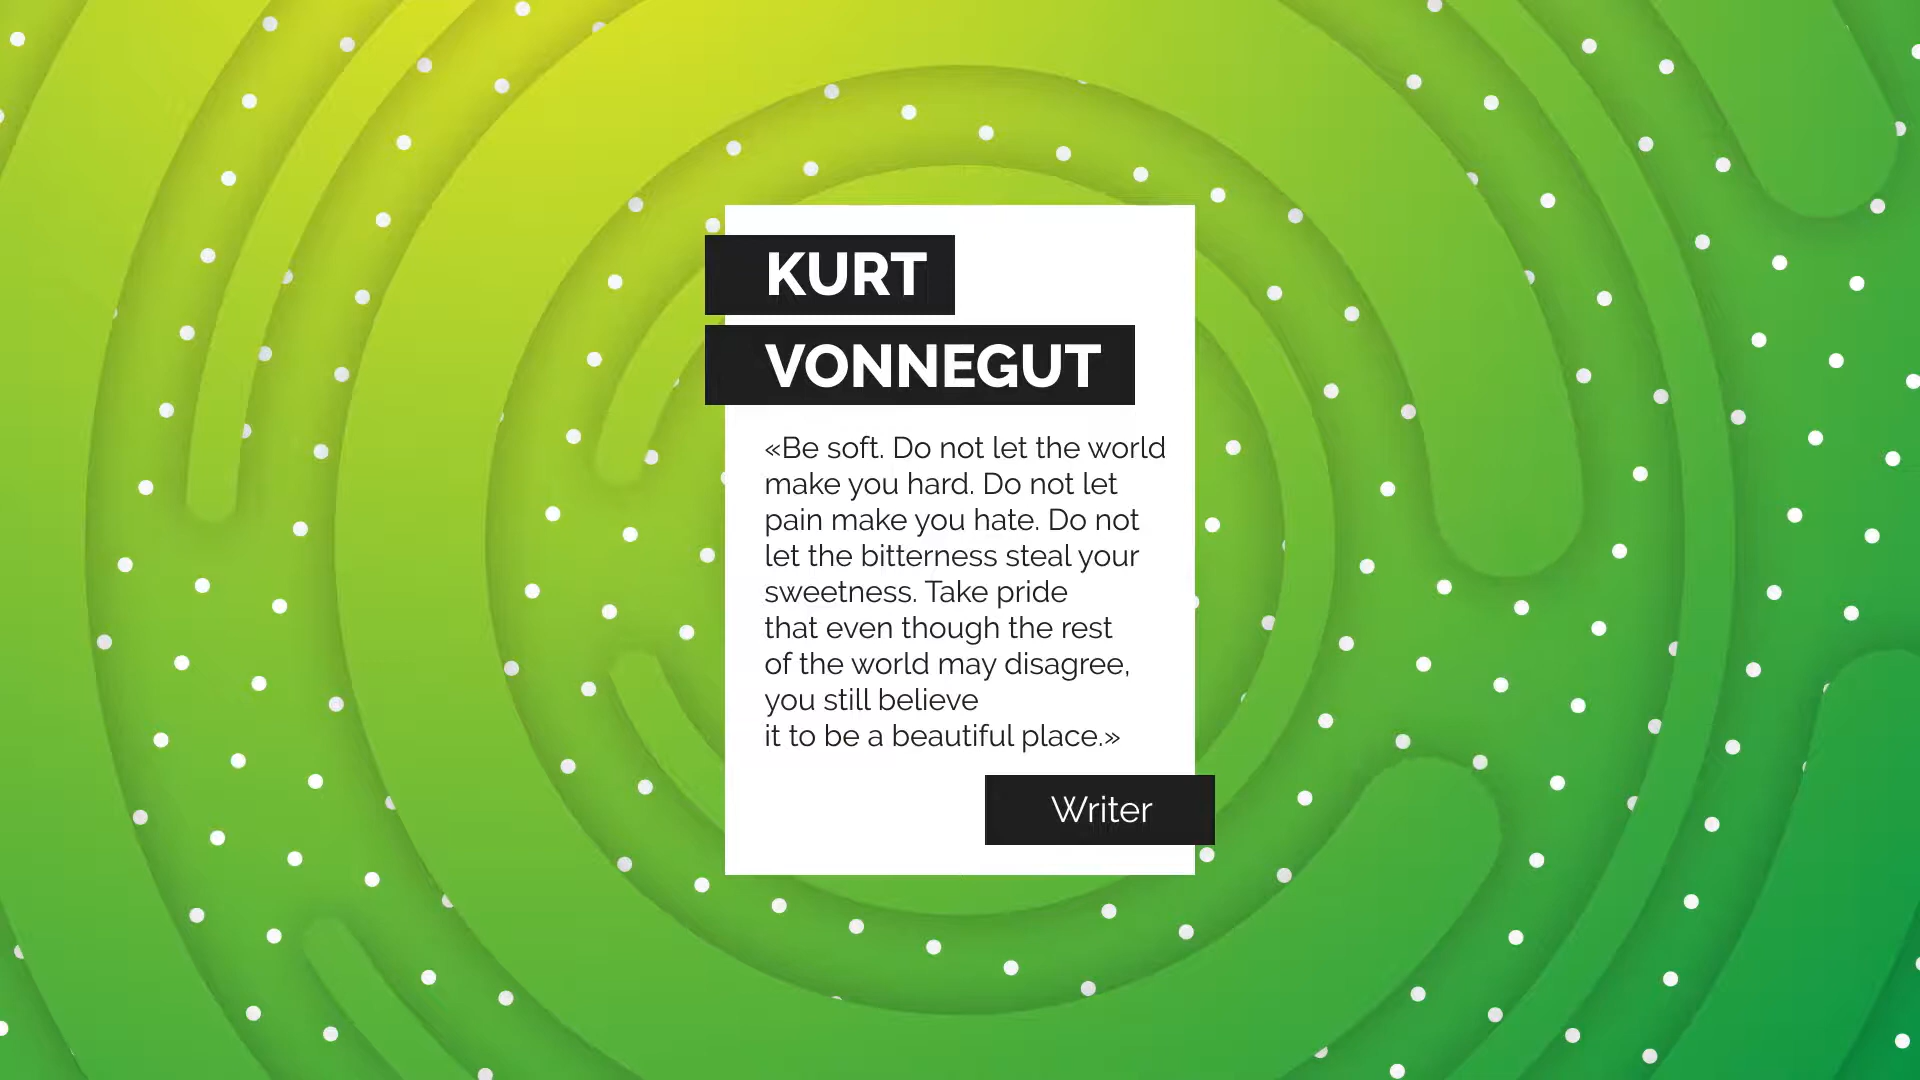 KURT
VONNEGUT
«Be soft. Do not let the world
make you hard. Do not let
pain make you hate. Do not
let the bitterness steal your
sweetness. Take pride
that even though the rest
of the world may disagree,
you still believe
it to be a beautiful place.»
Writer